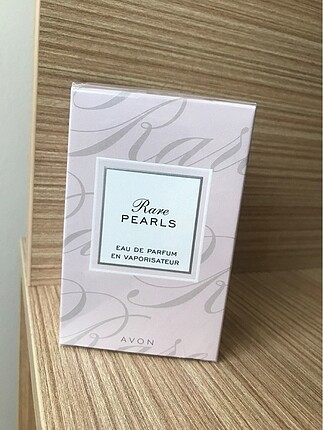 Rare
PEARLS
EAU DE PARFUM
EN VAPORISATEUR
AVON